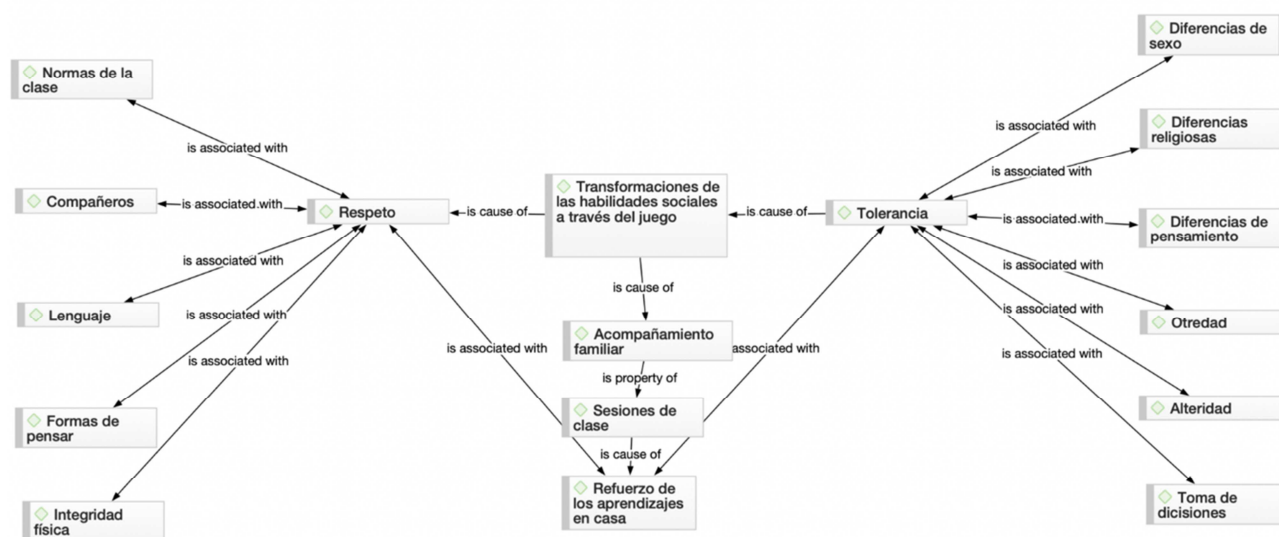 Diferencias de
sexo
Normas de la
clase
is associated with
Diferencias
religiosas
is associated with
is associated with
Transformaciones de
las habilidades sociales
a través del juego
Compañeros
is associated with
Respeto
is cause of
is cause of
Tolerancia
is associated with
Diferencias de
pensamiento
is associated with
is associated with
is cause of
Lenguaje
is associated with
is associated with
Otredad
Acompañamiento
familiar
is associated with
is associated with
associated with
is associated with
is property of
Formas de
pensar
Sesiones de
clase
Alteridad
is cause of
Refuerzo de
los aprendizajes
en casa
Integridad
física
Toma de
dicisiones